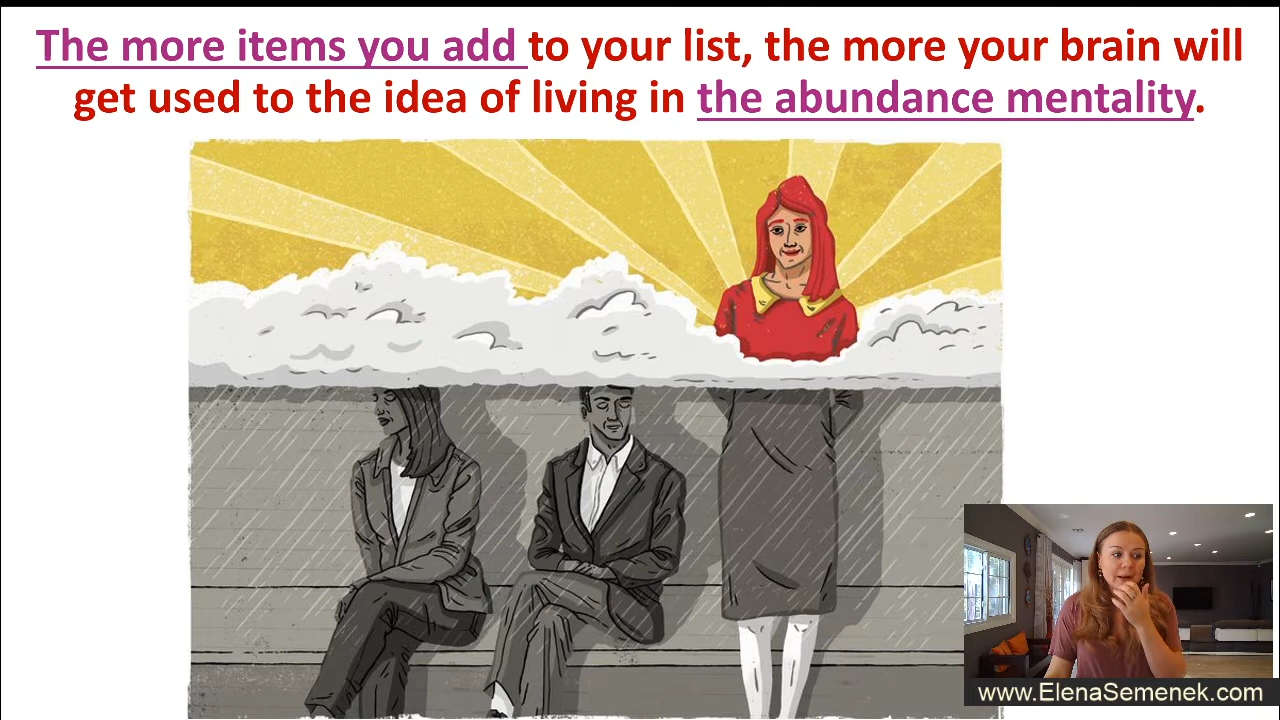 The more items you add to your list, the more your brain will
get used to the idea of living in the abundance mentality.
www.ElenaSemenek.com